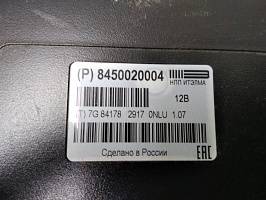 (P) 8450020004
НПП ИТЭЛМА
12В
(T) 7G 84178 2917 0NLU 1.07
Сделано в России
EAC